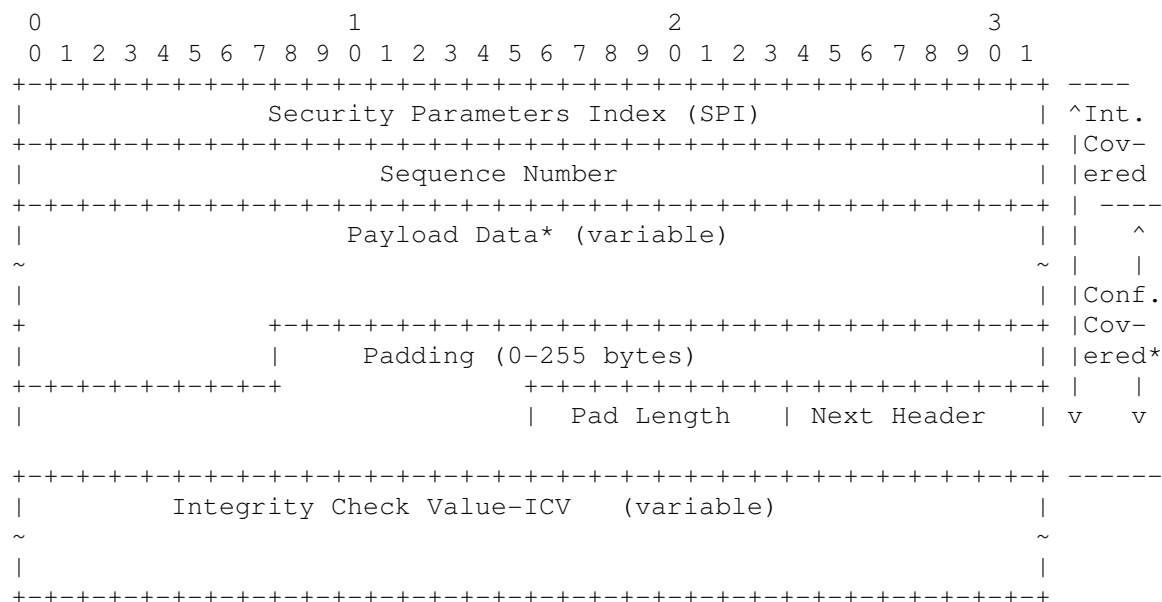 0                   1                   2                   3
 0 1 2 3 4 5 6 7 8 9 0 1 2 3 4 5 6 7 8 9 0 1 2 3 4 5 6 7 8 9 0 1
+-+-+-+-+-+-+-+-+-+-+-+-+-+-+-+-+-+-+-+-+-+-+-+-+-+-+-+-+-+-+-+-+ ----
|               Security Parameters Index (SPI)                 | ^Int.
+-+-+-+-+-+-+-+-+-+-+-+-+-+-+-+-+-+-+-+-+-+-+-+-+-+-+-+-+-+-+-+-+ |Cov-
|                      Sequence Number                          | |ered
+-+-+-+-+-+-+-+-+-+-+-+-+-+-+-+-+-+-+-+-+-+-+-+-+-+-+-+-+-+-+-+-+ | ----
|                    Payload Data* (variable)                   | |   ^
~                                                               ~ |   |
|                                                               | |Conf.
+               +-+-+-+-+-+-+-+-+-+-+-+-+-+-+-+-+-+-+-+-+-+-+-+-+ |Cov-
|               |     Padding (0-255 bytes)                     | |ered*
+-+-+-+-+-+-+-+-+               +-+-+-+-+-+-+-+-+-+-+-+-+-+-+-+-+ |   |
|                               |  Pad Length   | Next Header   | v   v
+-+-+-+-+-+-+-+-+-+-+-+-+-+-+-+-+-+-+-+-+-+-+-+-+-+-+-+-+-+-+-+-+ ------
|         Integrity Check Value-ICV   (variable)                |
~                                                               ~
|                                                               |
+-+-+-+-+-+-+-+-+-+-+-+-+-+-+-+-+-+-+-+-+-+-+-+-+-+-+-+-+-+-+-+-+